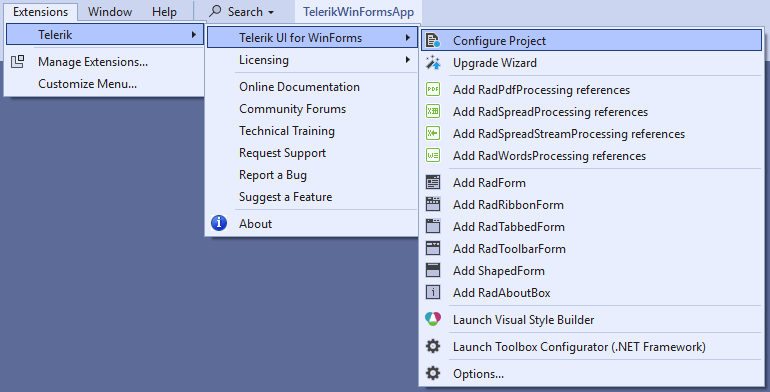 Extensions Window Help Search TelerikWinFormsApp
Telerik
Manage Extensions...
Customize Menu...
Telerik UI for WinForms
Licensing
Online Documentation
Community Forums
Technical Training
Request Support
Report a Bug
Suggest a Feature
About
Configure Project
Upgrade Wizard
PDF Add RadPdfProcessing references
Add RadSpreadProcessing references
Add RadSpreadStreamProcessing references
Add RadWordsProcessing references
Add RadForm
Add RadRibbonForm
Add RadTabbedForm
Add RadToolbarForm
Add ShapedForm
Add RadAboutBox
Launch Visual Style Builder
Launch Toolbox Configurator (.NET Framework)
Options...